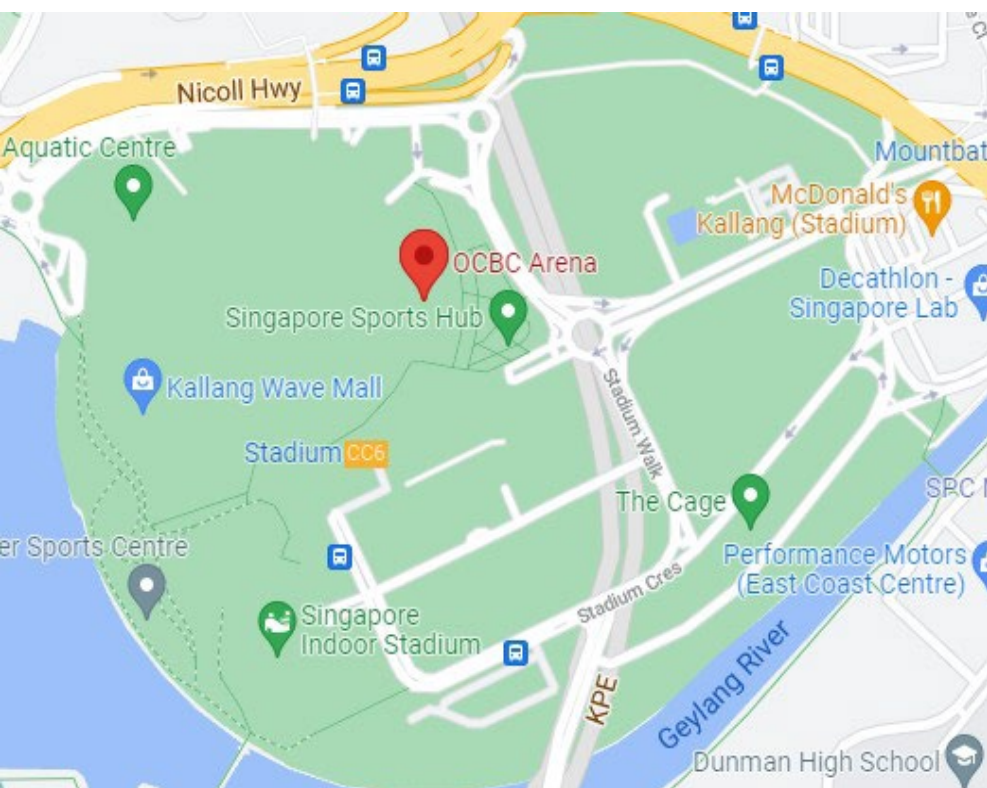 Nicoll Hwy
Aquatic Centre
Mountbat
McDonald's
Kallang (Stadium)
OCBC Arena
Decathlon -
Singapore Lab
Singapore Sports Hub
Kallang Wave Mall
Stadium Walk
Stadium CC6
The Cage
SPC
er Sports Centre
Performance Motors
(East Coast Centre)
Stadium Cres
Singapore
Indoor Stadium
KPE
Geylang River
Dunman High School